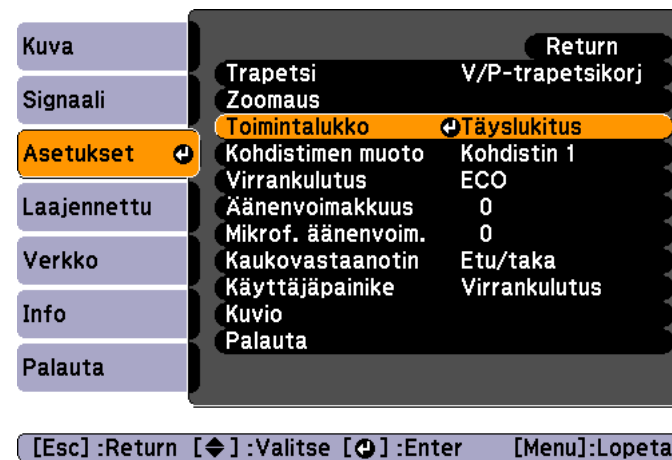 Kuva
Signaali
Asetukset
Laajennettu
Verkko
Info
Palauta
Return
Trapetsi V/P-trapetsikorj
Zoomaus
Toimintalukko Täyslukitus
Kohdistimen muoto Kohdistin 1
Virrankulutus ECO
Äänenvoimakkuus 0
Mikrof. äänenvoim. 0
Kaukovastaanotin Etu/taka
Käyttäjäpainike Virrankulutus
Kuvio
Palauta
[Esc] :Return [ ] :Valitse [ ] :Enter [Menu]:Lopeta